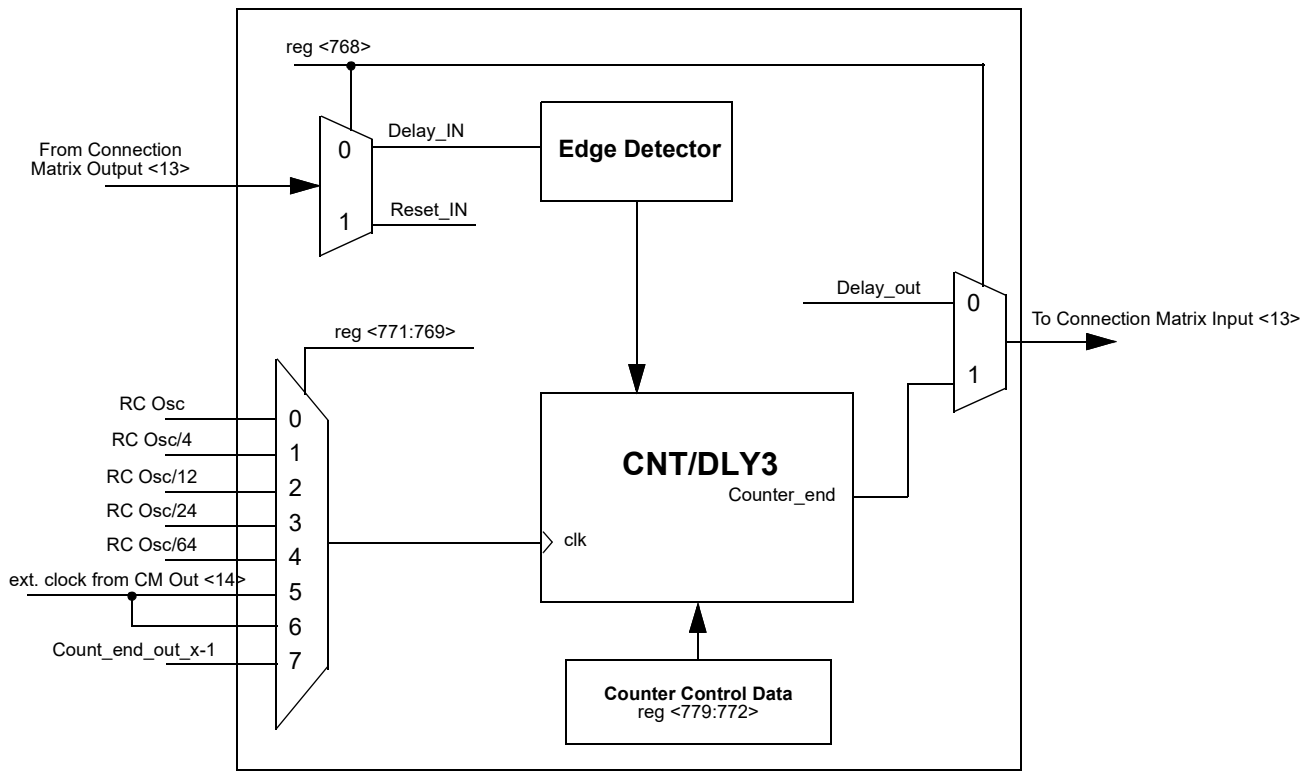 reg <768>
From Connection
Matrix Output <13>
0
1
Delay_IN
Reset_IN
Edge Detector
Delay_out
0
1
To Connection Matrix Input <13>
reg <771:769>
RC Osc
RC Osc/4
RC Osc/12
RC Osc/24
RC Osc/64
ext. clock from CM Out <14>
Count_end_out_x-1
0
1
2
3
4
5
6
7
CNT/DLY3
Counter_end
clk
Counter Control Data
reg <779:772>